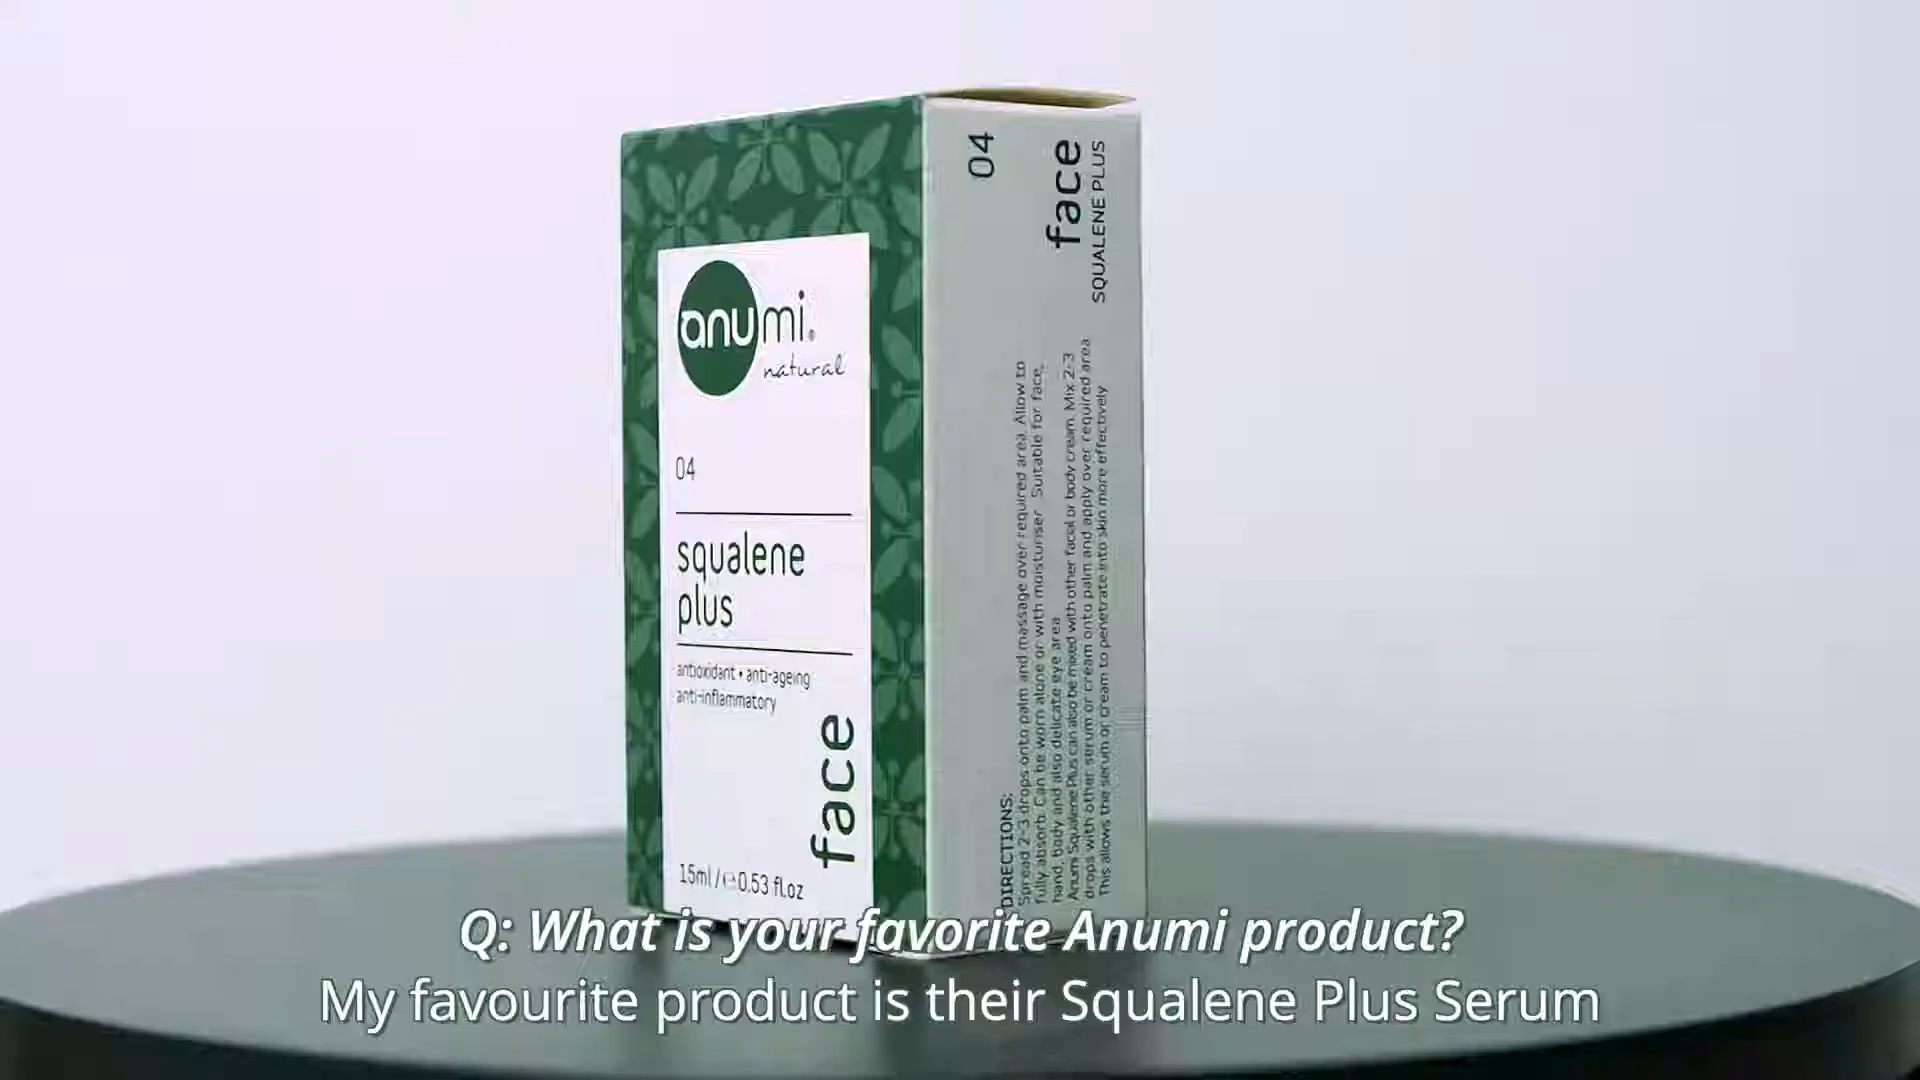 anumi®
natural
04
squalene
plus
antioxidant • anti-ageing
anti-inflammatory
face
15ml / ℮ 0.53 fl.oz
04
face
SQUALENE PLUS
DIRECTIONS:
Spread 2-3 drops onto palm and massage over required area. Allow to
fully absorb. Can be worn alone or with moisturiser. Suitable for face,
hand, body and also delicate eye area
Anumi Squalene Plus can also be mixed with other facial or body cream. Mix 2-3
drops with other serum or cream onto palm and apply over required area
This allows the serum or cream to penetrate into skin more effectively
Q: What is your favorite Anumi product?
My favourite product is their Squalene Plus Serum